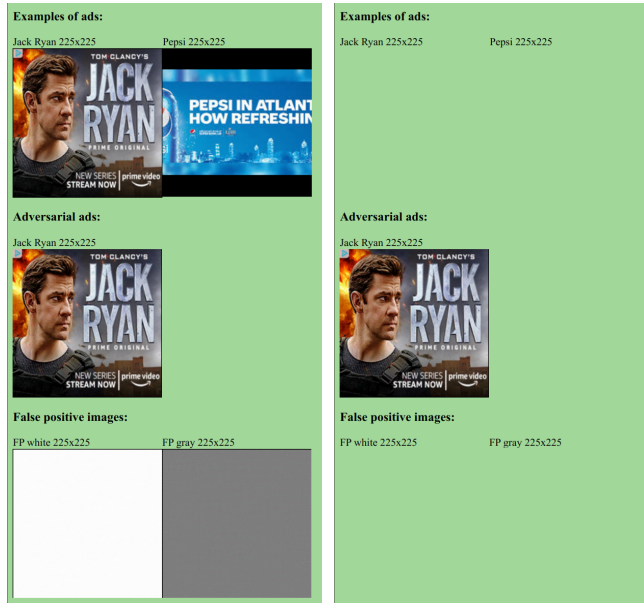 Examples of ads:
Jack Ryan 225x225 Pepsi 225x225
TOM CLANCY'S
JACK
RYAN
PRIME ORIGINAL
NEW SERIES
STREAM NOW
prime video
PEPSI IN ATLANT
HOW REFRESHIN
Adversarial ads:
Jack Ryan 225x225
TOM CLANCY'S
JACK
RYAN
PRIME ORIGINAL
NEW SERIES
STREAM NOW
prime video
False positive images:
FP white 225x225 FP gray 225x225
Examples of ads:
Jack Ryan 225x225 Pepsi 225x225
Adversarial ads:
Jack Ryan 225x225
TOM CLANCY'S
JACK
RYAN
PRIME ORIGINAL
NEW SERIES
STREAM NOW
prime video
False positive images:
FP white 225x225 FP gray 225x225